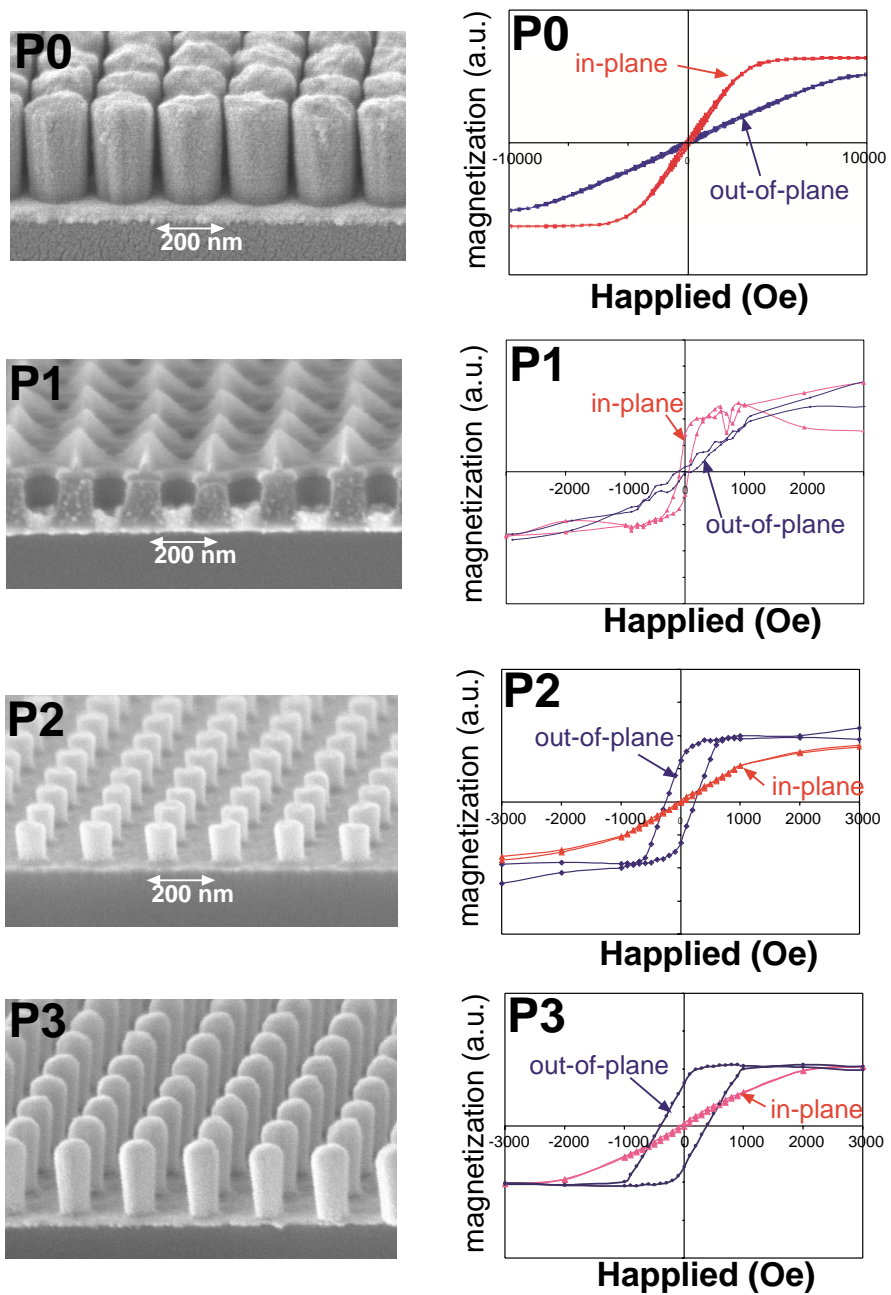 P0
200 nm
magnetization (a.u.)
P0
in-plane
-10000
0
10000
out-of-plane
Happlied (Oe)
P1
200 nm
magnetization (a.u.)
P1
in-plane
-2000
-1000
0
1000
2000
out-of-plane
Happlied (Oe)
P2
200 nm
magnetization (a.u.)
P2
out-of-plane
in-plane
-3000
-2000
-1000
0
1000
2000
3000
Happlied (Oe)
P3
magnetization (a.u.)
P3
out-of-plane
in-plane
-3000
-2000
-1000
0
1000
2000
3000
Happlied (Oe)